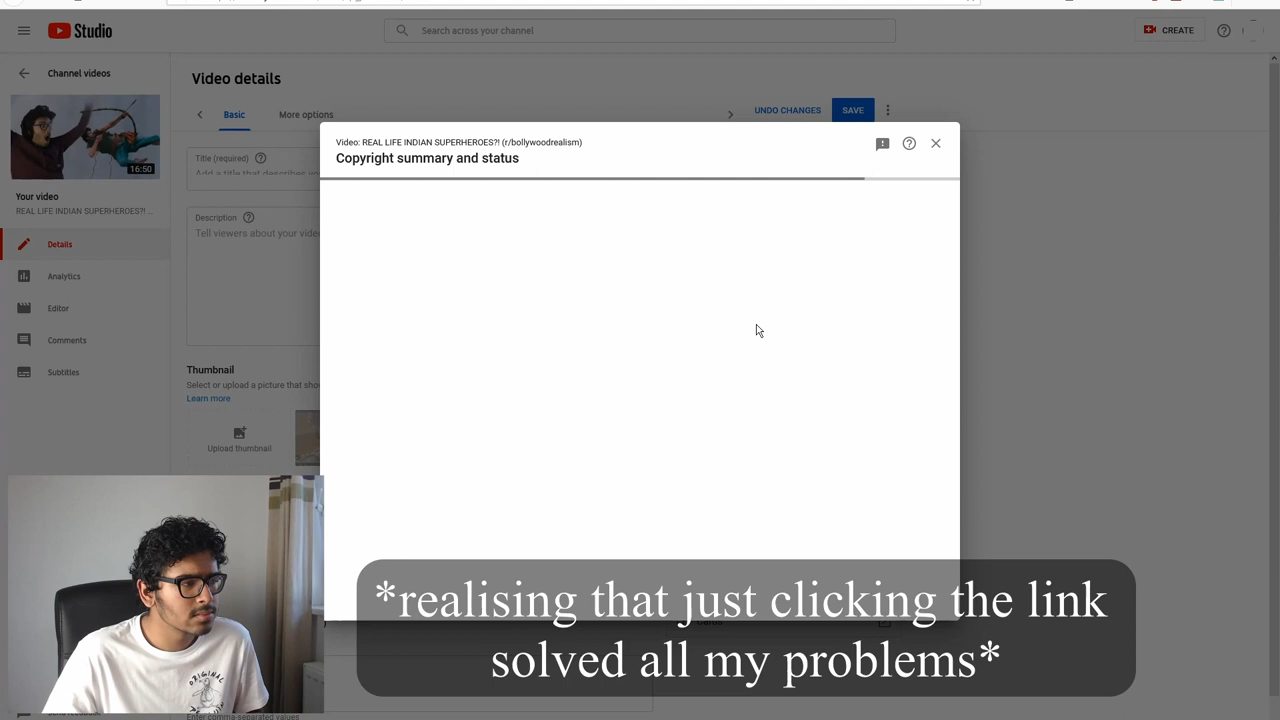 Studio
Search across your channel
CREATE
Channel videos
Video details
Basic
More options
UNDO CHANGES
SAVE
16:50
Your video
REAL LIFE INDIAN SUPERHEROES?!...
Details
Analytics
Editor
Comments
Subtitles
Title (required)
Add a title that describes
Description
Tell viewers about your
Thumbnail
Select or upload a picture that
Learn more
Upload thumbnail
Video: REAL LIFE INDIAN SUPERHEROES?! (r/bollywoodrealism)
Copyright summary and status
*realising that just clicking the link
solved all my problems*
ORIGINAL
Enter comma-separated values